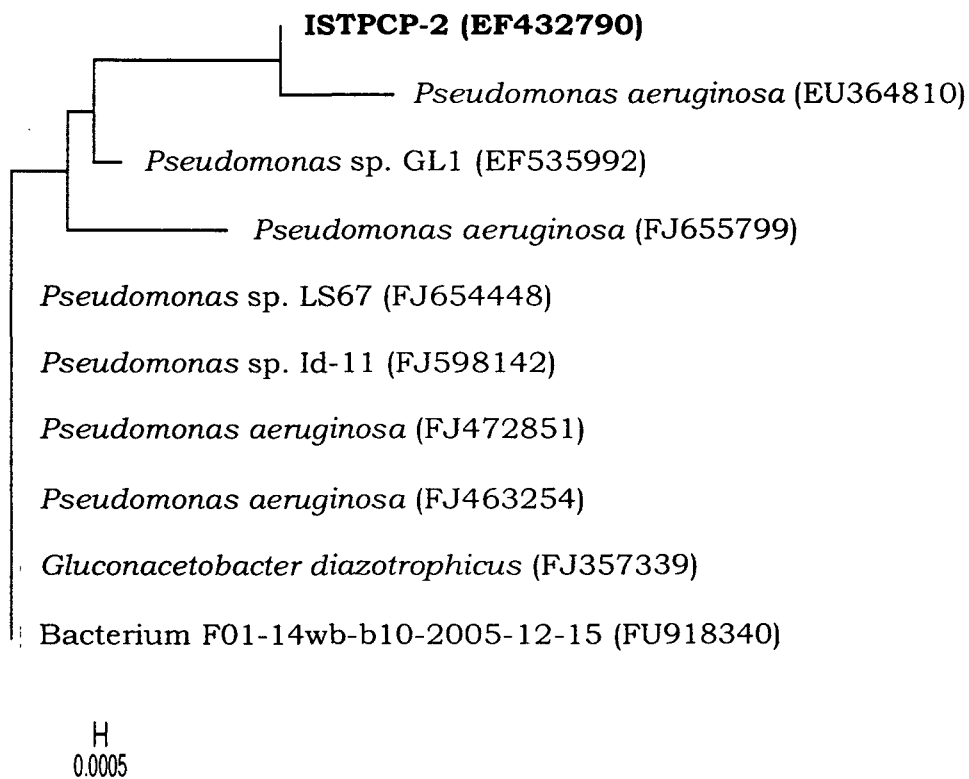 ISTPCP-2 (EF432790)
Pseudomonas aeruginosa (EU364810)
Pseudomonas sp. GL1 (EF535992)
Pseudomonas aeruginosa (FJ655799)
Pseudomonas sp. LS67 (FJ654448)
Pseudomonas sp. Id-11 (FJ598142)
Pseudomonas aeruginosa (FJ472851)
Pseudomonas aeruginosa (FJ463254)
Gluconacetobacter diazotrophicus (FJ357339)
Bacterium F01-14wb-b10-2005-12-15 (FU918340)
0.0005